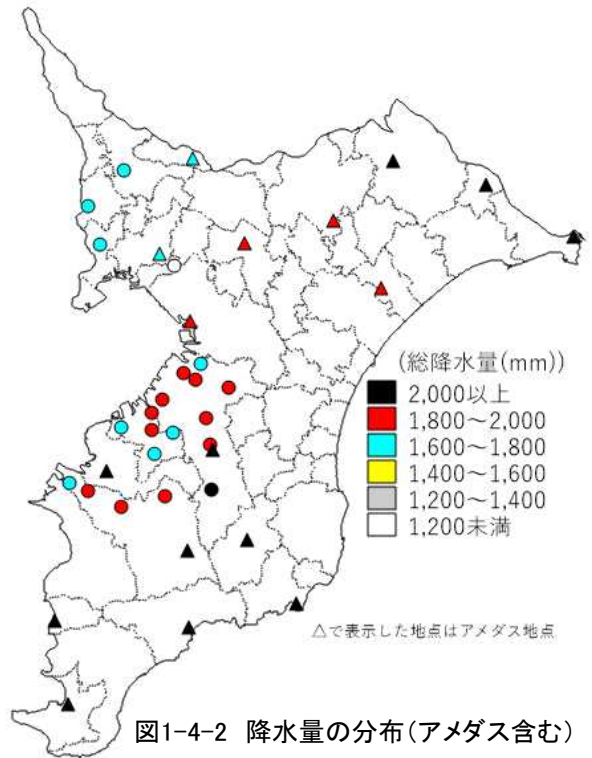 (総降水量(mm))
2,000以上
1,800～2,000
1,600～1,800
1,400～1,600
1,200～1,400
1,200未満
△で表示した地点はアメダス地点
図1-4-2 降水量の分布(アメダス含む)